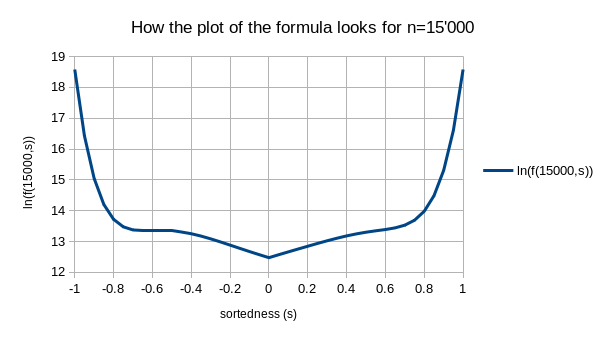 How the plot of the formula looks for n=15'000
19
18
17
16
15
14
13
12
ln(f(15000,s))
-1 -0.8 -0.6 -0.4 -0.2 0 0.2 0.4 0.6 0.8 1
sortedness (s)
ln(f(15000,s))